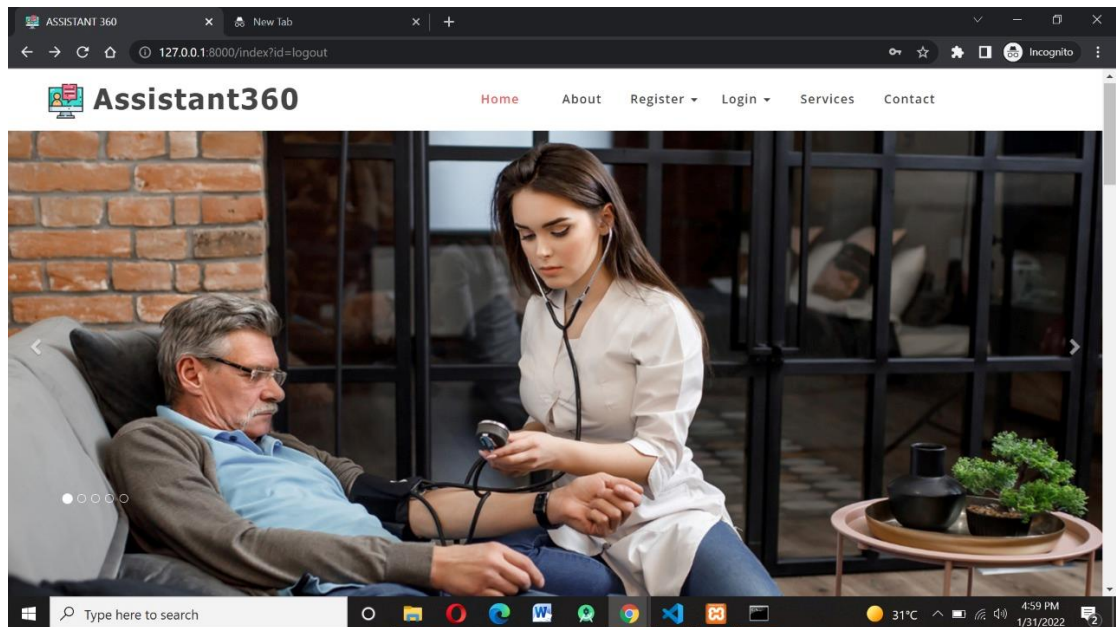 ASSISTANT 360
New Tab
127.0.0.1:8000/index?id=logout
Incognito
Assistant360
Home About Register Login Services Contact
Type here to search
31°C
4:59 PM
1/31/2022
2